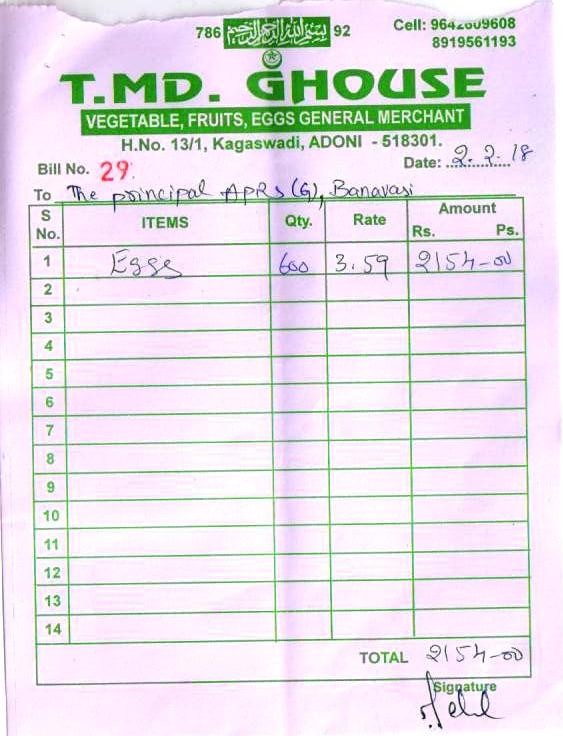 786 بسم الله الرحمن الرحيم 92
Cell:
8919561193
T.MD. GHOUSE
VEGETABLE, FRUITS, EGGS GENERAL MERCHANT
H.No. 13/1, Kagaswadi, ADONI - 518301.
Bill No. 29. Date: 2.2.18
To The principal APRS (G), Banavasi
S No. ITEMS Qty. Rate Amount Rs. Ps.
1 Eggs 600 3.59 2154-00
2
3
4
5
6
7
8
9
10
11
12
13
14
TOTAL 2154-00
Signature